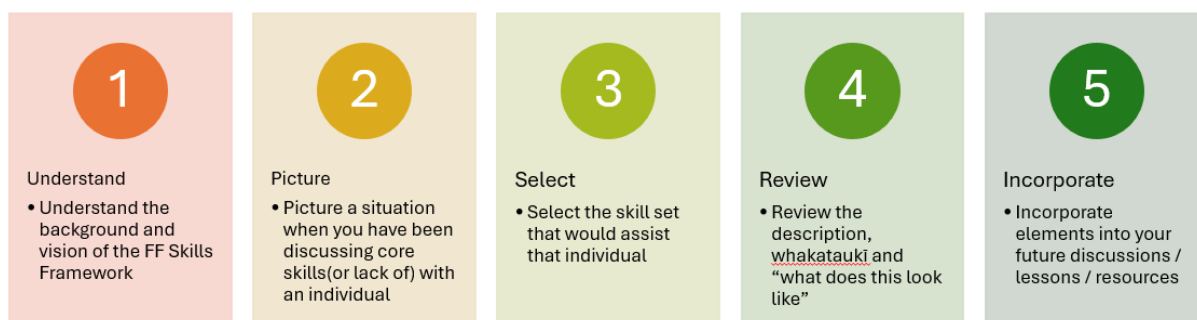 1
Understand
• Understand the
background and
vision of the FF Skills
Framework
2
Picture
• Picture a situation
when you have been
discussing core
skills(or lack of) with
an individual
3
Select
• Select the skill set
that would assist
that individual
4
Review
• Review the
description,
whakataukī and
“what does this look
like”
5
Incorporate
• Incorporate
elements into your
future discussions /
lessons / resources